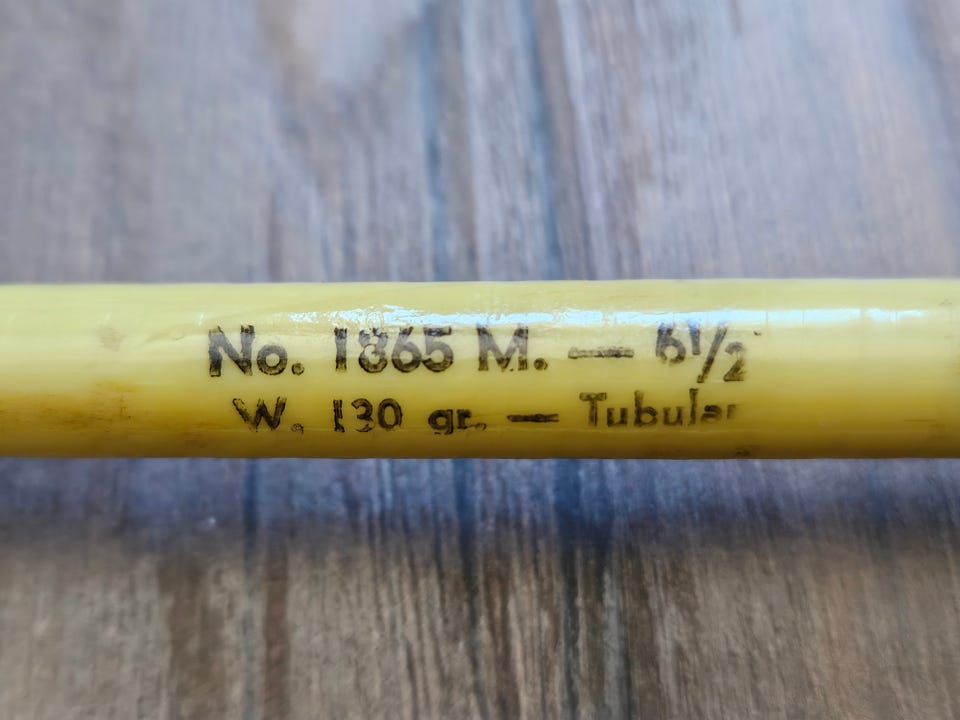 No. 1865 M. — 6½
W. 130 gr. — Tubular